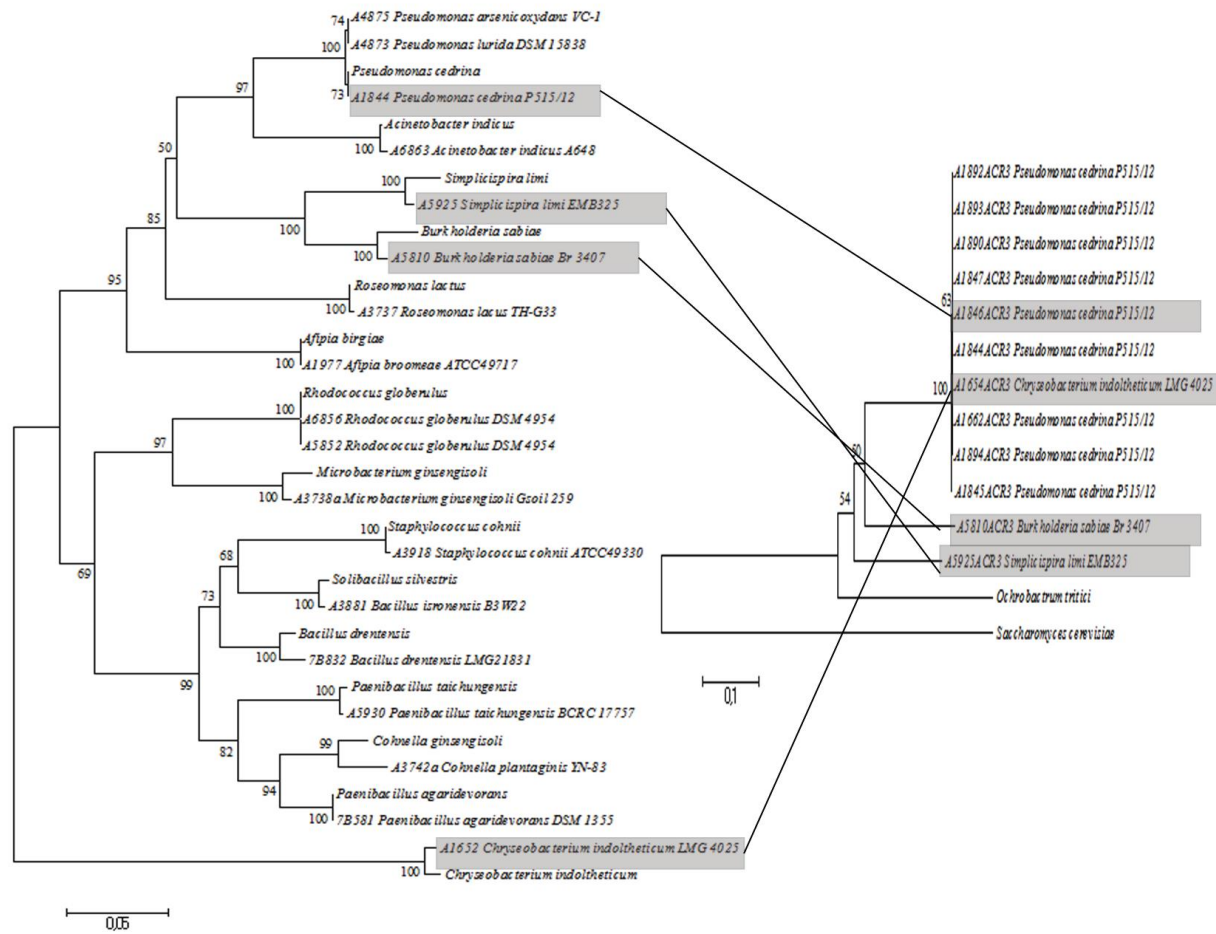 74
A4875 Pseudomonas arsenicoxydans VC-1
100
A4873 Pseudomonas lurida DSM 15838
Pseudomonas cedrina
97
73
A1844 Pseudomonas cedrina P515/12
Acinetobacter indicus
100
A6863 Acinetobacter indicus A648
50
100
Simplicispira limi
A5925 Simplicispira limi EMB325
100
Burkholderia sabiae
85
100
A5810 Burkholderia sabiae Br 3407
Roseomonas lactus
95
100
A3737 Roseomonas lacus TH-G33
Afipia birgiae
100
A1977 Afipia broomeae ATCC49717
Rhodococcus globerulus
100
A6856 Rhodococcus globerulus DSM 4954
97
A5852 Rhodococcus globerulus DSM 4954
Microbacterium ginsengisoli
100
A3738a Microbacterium ginsengisoli Gsoil 259
69
Staphylococcus cohnii
100
A3918 Staphylococcus cohnii ATCC49330
68
Solibacillus silvestris
73
100
A3881 Bacillus isronensis B3W22
Bacillus drentensis
100
7B832 Bacillus drentensis LMG21831
99
Paenibacillus taichungensis
100
A5930 Paenibacillus taichungensis BCRC 17757
82
Cohnella ginsengisoli
99
A3742a Cohnella plantaginis YN-83
94
Paenibacillus agaridevorans
100
7B581 Paenibacillus agaridevorans DSM 1355
A1652 Chryseobacterium indoltheticum LMG 4025
100
Chryseobacterium indoltheticum
0,05
A1892ACR3 Pseudomonas cedrina P515/12
A1893ACR3 Pseudomonas cedrina P515/12
A1890ACR3 Pseudomonas cedrina P515/12
A1847ACR3 Pseudomonas cedrina P515/12
63
A1846ACR3 Pseudomonas cedrina P515/12
A1844ACR3 Pseudomonas cedrina P515/12
100
A1654ACR3 Chryseobacterium indoltheticum LMG 4025
A1662ACR3 Pseudomonas cedrina P515/12
A1894ACR3 Pseudomonas cedrina P515/12
A1845ACR3 Pseudomonas cedrina P515/12
54
A5810ACR3 Burkholderia sabiae Br 3407
A5925ACR3 Simplicispira limi EMB325
Ochrobactrum tritici
Saccharomyces cerevisiae
0,1